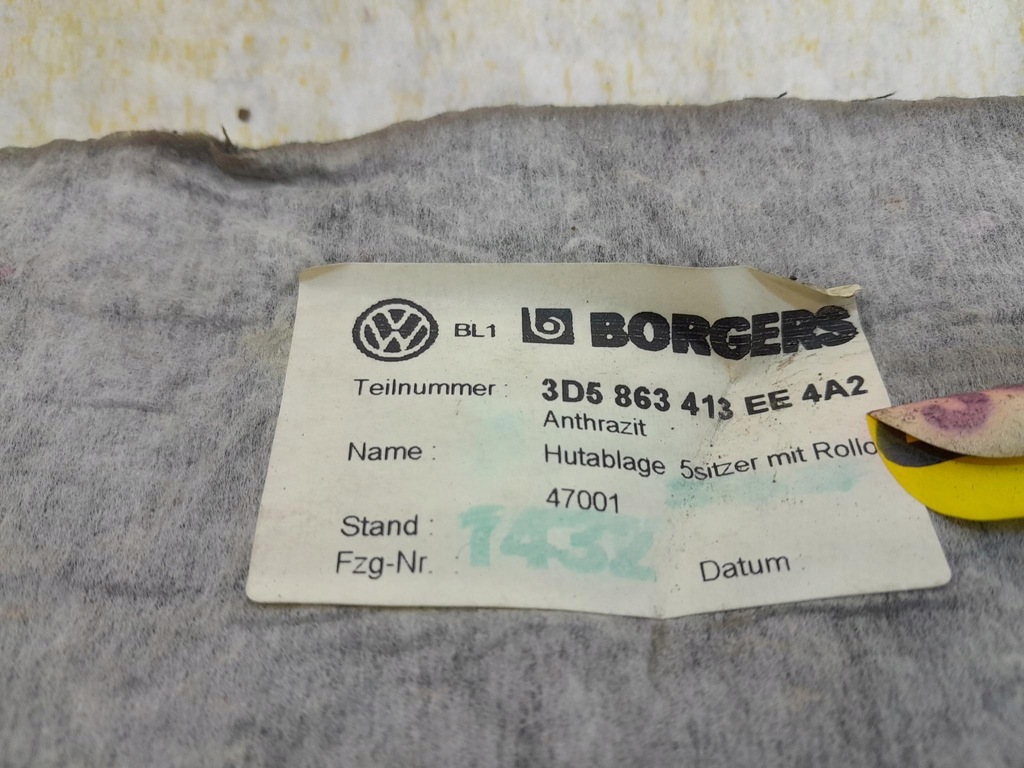 BL1 BORGERS
Teilnummer : 3D5 863 413 EE 4A2
Anthrazit
Name : Hutablage 5sitzer mit Rollo
47001
Stand :
Fzg-Nr. 1432 Datum